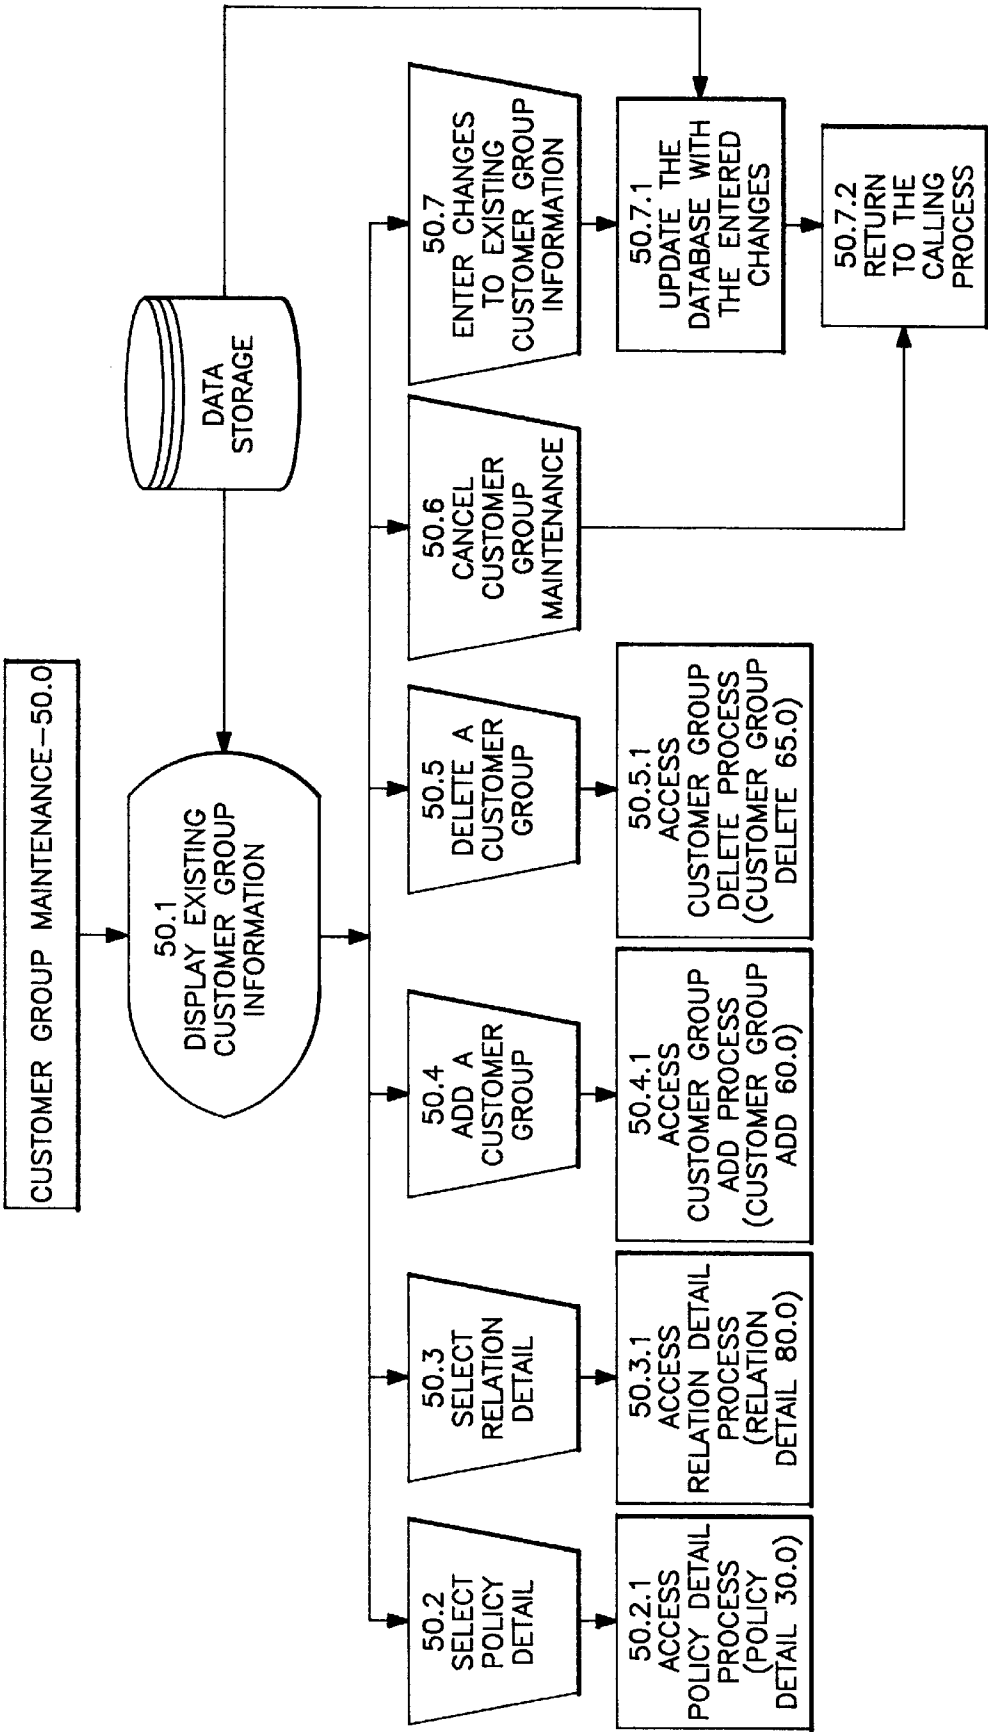 CUSTOMER GROUP MAINTENANCE-50.0
50.1
DISPLAY EXISTING
CUSTOMER GROUP
INFORMATION
DATA
STORAGE
50.2
SELECT
POLICY
DETAIL
50.3
SELECT
RELATION
DETAIL
50.4
ADD A
CUSTOMER
GROUP
50.5
DELETE A
CUSTOMER
GROUP
50.6
CANCEL
CUSTOMER
GROUP
MAINTENANCE
50.7
ENTER CHANGES
TO EXISTING
CUSTOMER GROUP
INFORMATION
50.2.1
ACCESS
POLICY DETAIL
PROCESS
(POLICY
DETAIL 30.0)
50.3.1
ACCESS
RELATION DETAIL
PROCESS
(RELATION
DETAIL 80.0)
50.4.1
ACCESS
CUSTOMER GROUP
ADD PROCESS
(CUSTOMER GROUP
ADD 60.0)
50.5.1
ACCESS
CUSTOMER GROUP
DELETE PROCESS
(CUSTOMER GROUP
DELETE 65.0)
50.7.1
UPDATE THE
DATABASE WITH
THE ENTERED
CHANGES
50.7.2
RETURN
TO THE
CALLING
PROCESS